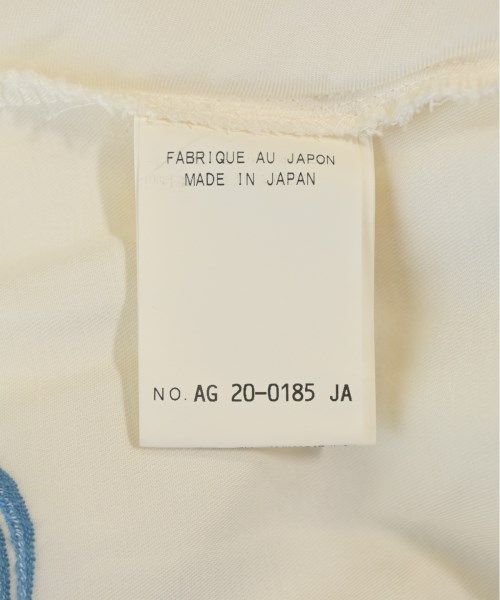 FABRIQUE AU JAPON
MADE IN JAPAN
NO. AG 20-0185 JA